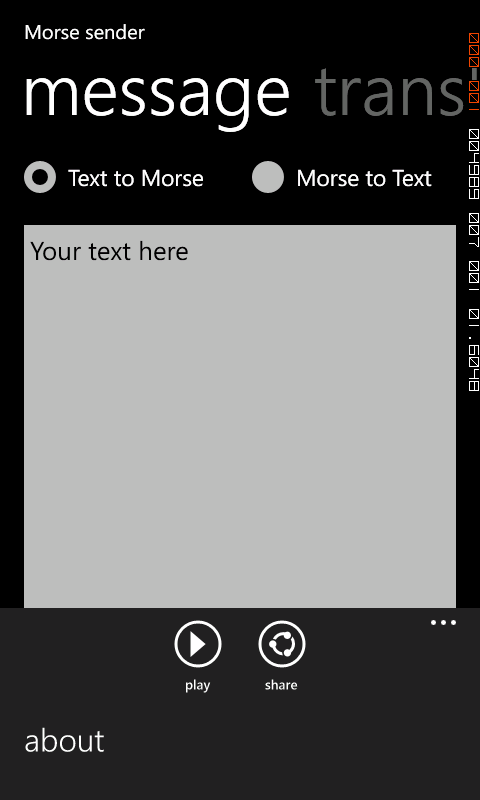 Morse sender
message trans
Text to Morse
Morse to Text
Your text here
play
share
about